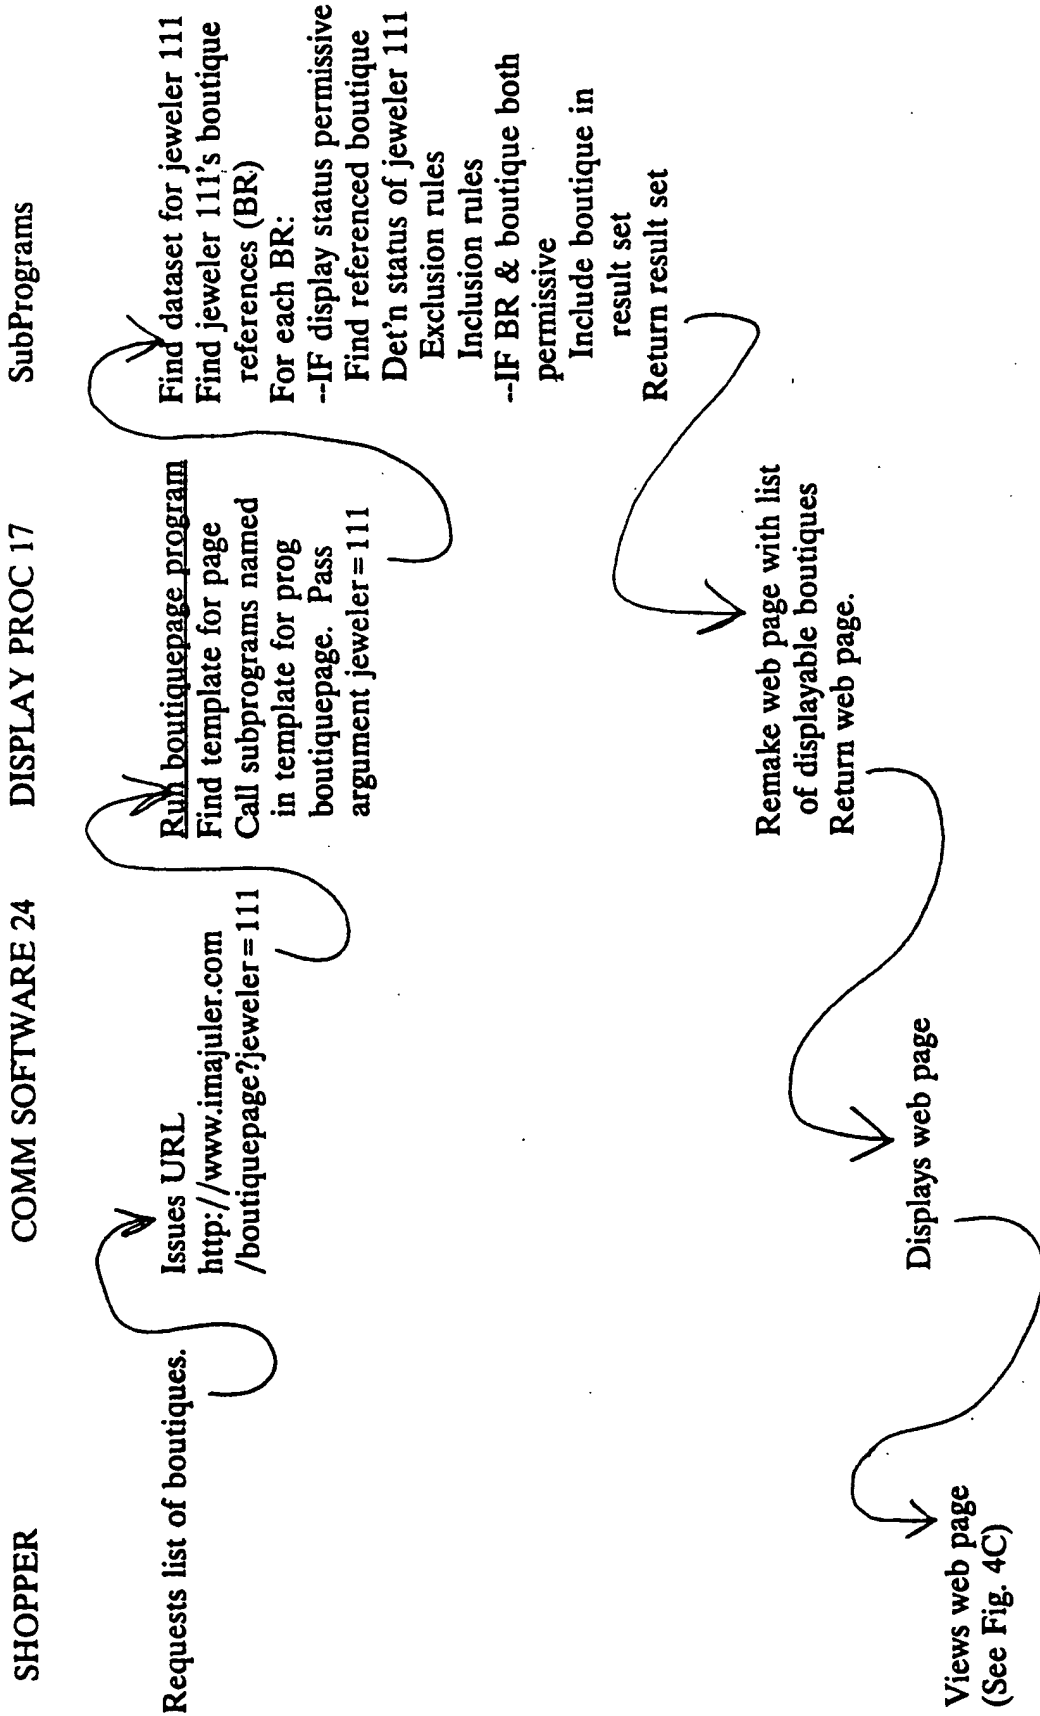 SHOPPER
COMM SOFTWARE 24
DISPLAY PROC 17
SubPrograms
Requests list of boutiques.
Issues URL
http://www.imajuler.com
/boutiquepage?jeweler=111
Run boutiquepage program
Find template for page
Call subprograms named
in template for prog
boutiquepage. Pass
argument jeweler=111
Find dataset for jeweler 111
Find jeweler 111's boutique
references (BR)
For each BR:
--IF display status permissive
Find referenced boutique
Det'n status of jeweler 111
Exclusion rules
Inclusion rules
--IF BR & boutique both
permissive
Include boutique in
result set
Return result set
Remake web page with list
of displayable boutiques
Return web page.
Displays web page
Views web page
(See Fig. 4C)